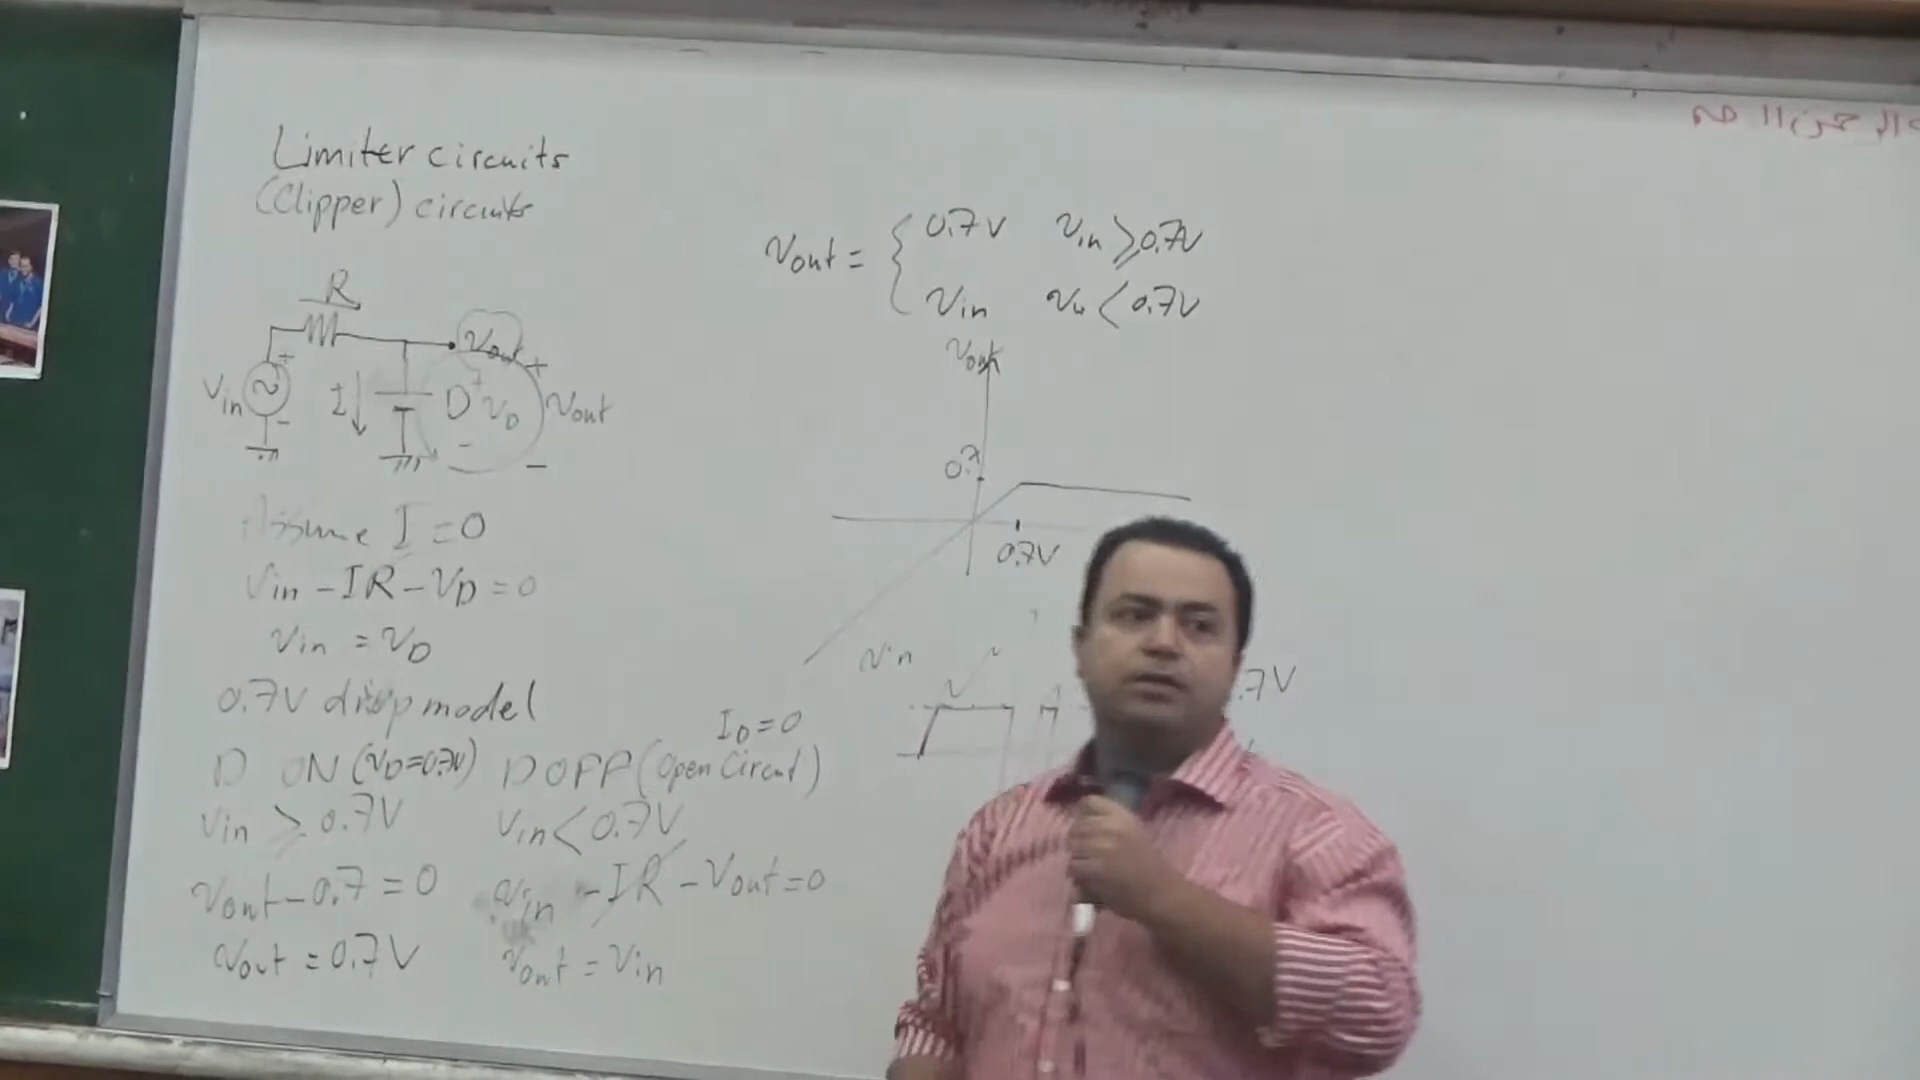 Limiter circuits
(Clipper) circuits
R
Vout
+
Vin
+
-
I
D
+
VD
-
Vout
-
Assume I = 0
Vin - IR - VD = 0
Vin = VD
0.7V drop model
D ON (VD=0.7V)
Vin ≥ 0.7V
Vout - 0.7 = 0
Vout = 0.7V
ID = 0
D OFF (Open Circut)
Vin < 0.7V
Vin - IR - Vout = 0
Vout = Vin
Vout = { 0.7V Vin ≥ 0.7V
Vin Vin < 0.7V
Vout
0.7
0.7V
Vin
.7V